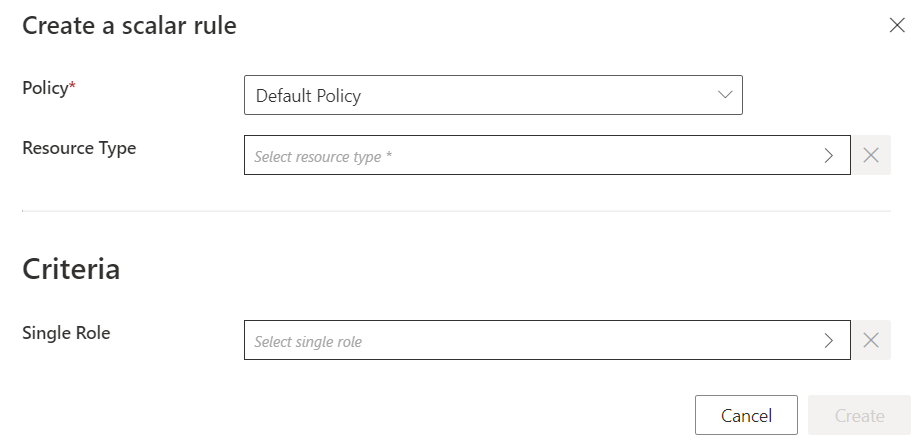 Create a scalar rule
Policy*
Default Policy
Resource Type
Select resource type *
Criteria
Single Role
Select single role
Cancel
Create